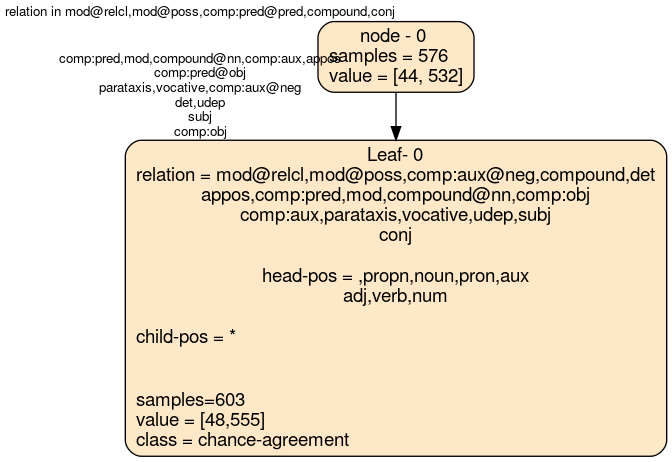 relation in mod@relcl,mod@poss,comp:pred@pred,compound,conj
comp:pred,mod,compound@nn,comp:aux,appos
comp:pred@obj
parataxis,vocative,comp:aux@neg
det,udep
subj
comp:obj
node - 0
samples = 576
value = [44, 532]
Leaf- 0
relation = mod@relcl,mod@poss,comp:aux@neg,compound,det
appos,comp:pred,mod,compound@nn,comp:obj
comp:aux,parataxis,vocative,udep,subj
conj
head-pos = ,propn,noun,pron,aux
adj,verb,num
child-pos = *
samples=603
value = [48,555]
class = chance-agreement